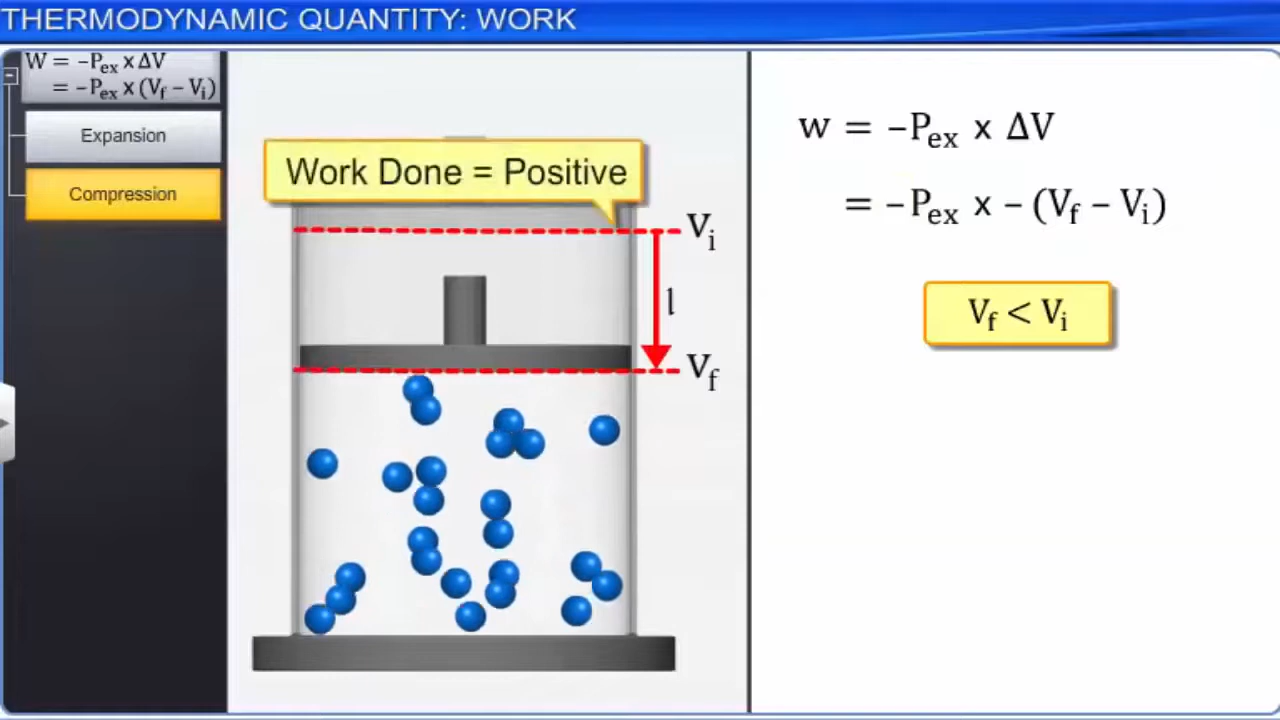 THERMODYNAMIC QUANTITY: WORK
W = −Pex x ΔV
= −Pex x (Vf − Vi)
Expansion
Compression
Work Done = Positive
Vi
l
Vf
w = −Pex x ΔV
= −Pex x − (Vf − Vi)
Vf < Vi